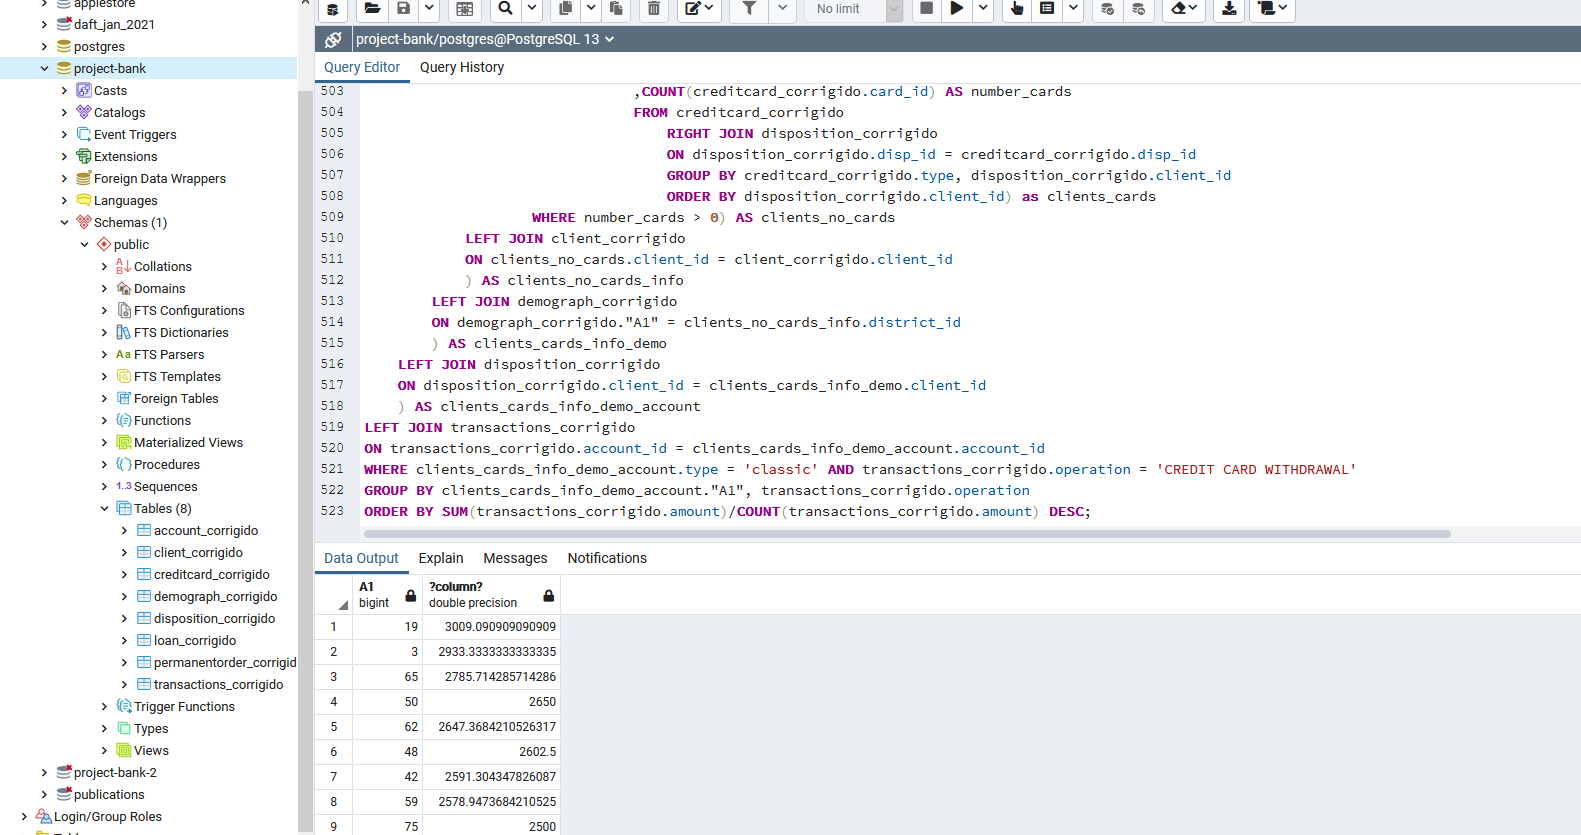 applestore
daft_jan_2021
postgres
project-bank
Casts
Catalogs
Event Triggers
Extensions
Foreign Data Wrappers
Languages
Schemas (1)
public
Collations
Domains
FTS Configurations
FTS Dictionaries
Aa FTS Parsers
FTS Templates
Foreign Tables
Functions
Materialized Views
Procedures
1..3 Sequences
Tables (8)
account_corrigido
client_corrigido
creditcard_corrigido
demograph_corrigido
disposition_corrigido
loan_corrigido
permanentorder_corrigid
transactions_corrigido
Trigger Functions
Types
Views
project-bank-2
publications
Login/Group Roles
No limit
project-bank/postgres@PostgreSQL 13
Query Editor Query History
503 ,COUNT(creditcard_corrigido.card_id) AS number_cards
504 FROM creditcard_corrigido
505 RIGHT JOIN disposition_corrigido
506 ON disposition_corrigido.disp_id = creditcard_corrigido.disp_id
507 GROUP BY creditcard_corrigido.type, disposition_corrigido.client_id
508 ORDER BY disposition_corrigido.client_id) as clients_cards
509 WHERE number_cards > 0) AS clients_no_cards
510 LEFT JOIN client_corrigido
511 ON clients_no_cards.client_id = client_corrigido.client_id
512 ) AS clients_no_cards_info
513 LEFT JOIN demograph_corrigido
514 ON demograph_corrigido."A1" = clients_no_cards_info.district_id
515 ) AS clients_cards_info_demo
516 LEFT JOIN disposition_corrigido
517 ON disposition_corrigido.client_id = clients_cards_info_demo.client_id
518 ) AS clients_cards_info_demo_account
519 LEFT JOIN transactions_corrigido
520 ON transactions_corrigido.account_id = clients_cards_info_demo_account.account_id
521 WHERE clients_cards_info_demo_account.type = 'classic' AND transactions_corrigido.operation = 'CREDIT CARD WITHDRAWAL'
522 GROUP BY clients_cards_info_demo_account."A1", transactions_corrigido.operation
523 ORDER BY SUM(transactions_corrigido.amount)/COUNT(transactions_corrigido.amount) DESC;
Data Output Explain Messages Notifications
A1 ?column?
bigint double precision
1 19 3009.090909090909
2 3 2933.3333333333335
3 65 2785.714285714286
4 50 2650
5 62 2647.3684210526317
6 48 2602.5
7 42 2591.304347826087
8 59 2578.9473684210525
9 75 2500